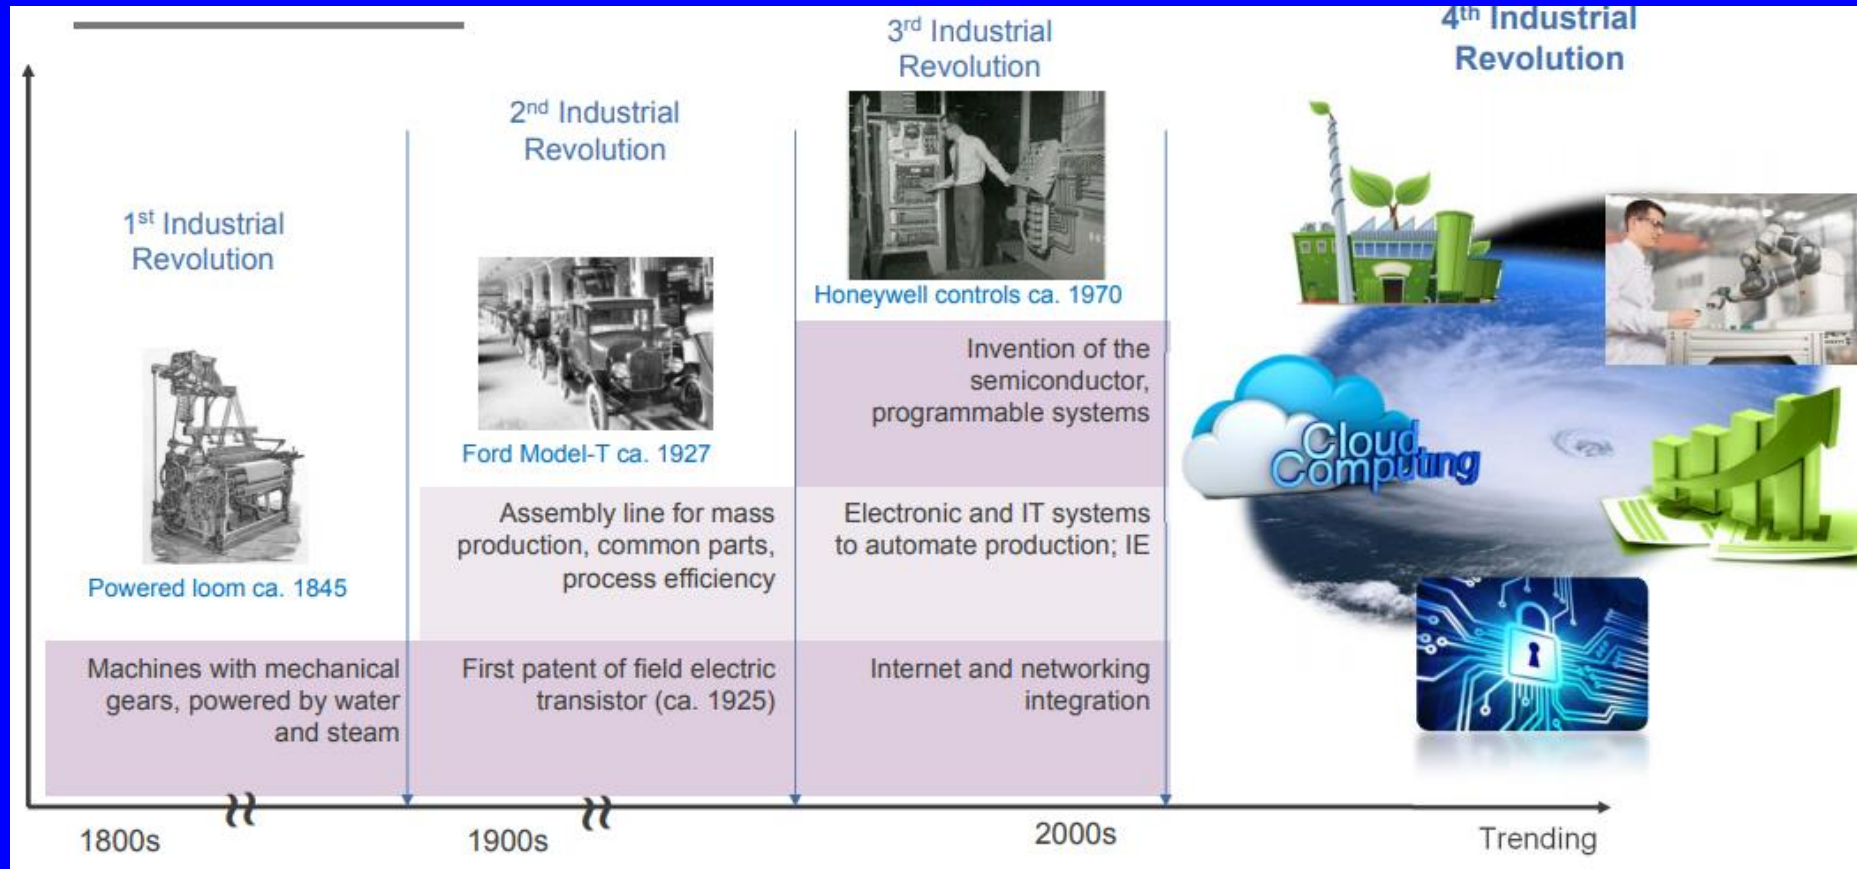 1st Industrial
Revolution
Powered loom ca. 1845
Machines with mechanical
gears, powered by water
and steam
2nd Industrial
Revolution
Ford Model-T ca. 1927
Assembly line for mass
production, common parts,
process efficiency
First patent of field electric
transistor (ca. 1925)
3rd Industrial
Revolution
Honeywell controls ca. 1970
Invention of the
semiconductor,
programmable systems
Electronic and IT systems
to automate production; IE
Internet and networking
integration
4th Industrial
Revolution
Cloud
Computing
1800s
1900s
2000s
Trending